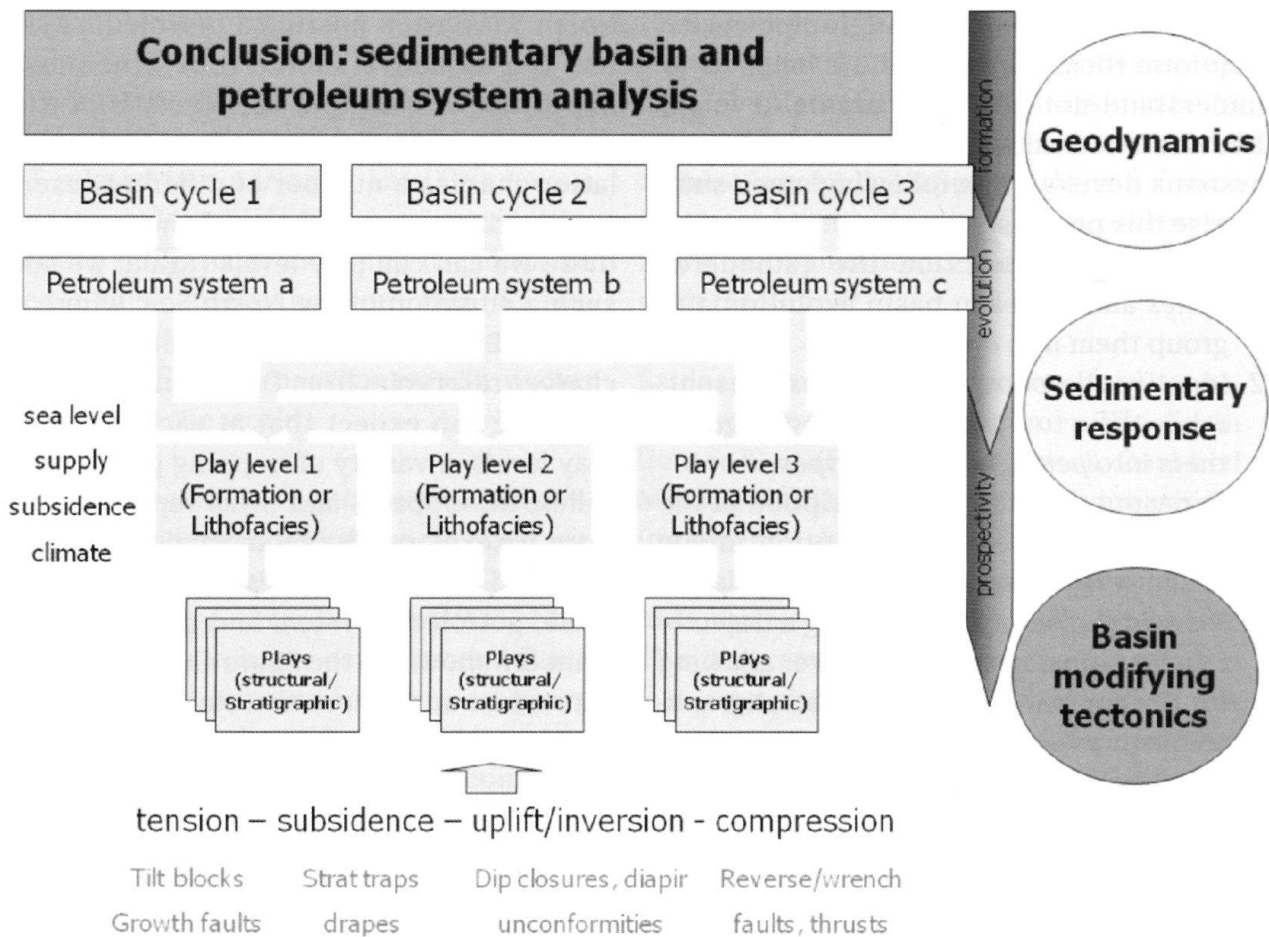 Conclusion: sedimentary basin and
petroleum system analysis
formation
Geodynamics
Basin cycle 1
Basin cycle 2
Basin cycle 3
evolution
Petroleum system a
Petroleum system b
Petroleum system c
Sedimentary
response
sea level
supply
subsidence
climate
Play level 1
(Formation or
Lithofacies)
Play level 2
(Formation or
Lithofacies)
Play level 3
(Formation or
Lithofacies)
prospectivity
Basin
modifying
tectonics
Plays
(structural/
Stratigraphic)
Plays
(structural/
Stratigraphic)
Plays
(structural/
Stratigraphic)
tension – subsidence – uplift/inversion - compression
Tilt blocks
Growth faults
Strat traps
drapes
Dip closures, diapir
unconformities
Reverse/wrench
faults, thrusts